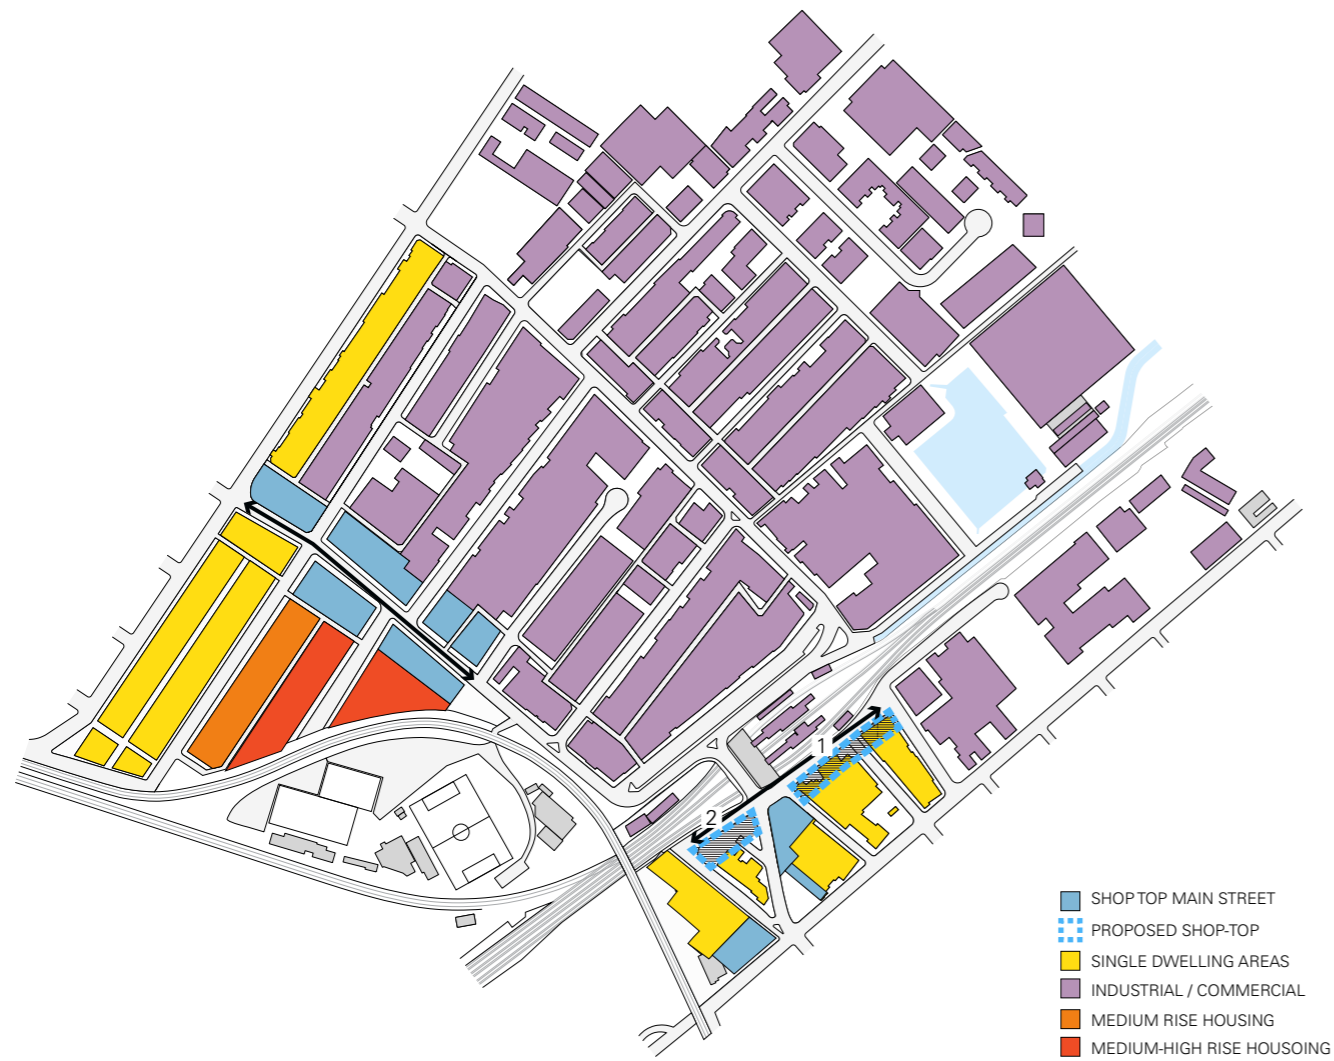 1
2
SHOP TOP MAIN STREET
PROPOSED SHOP-TOP
SINGLE DWELLING AREAS
INDUSTRIAL / COMMERCIAL
MEDIUM RISE HOUSING
MEDIUM-HIGH RISE HOUSOING